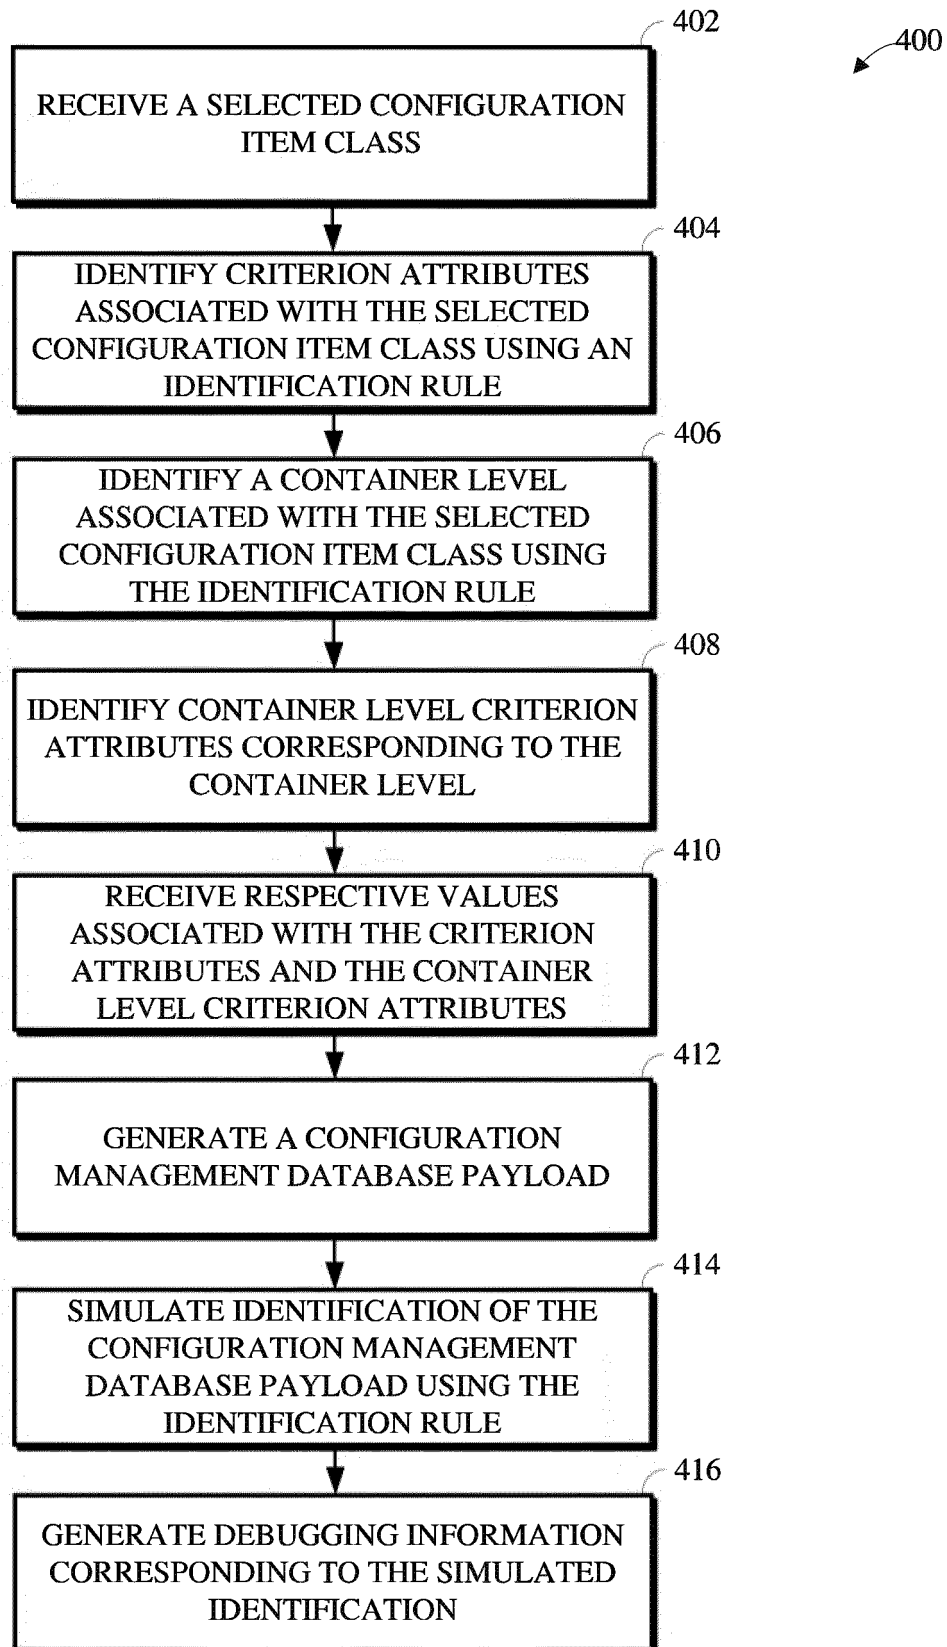 402
400
RECEIVE A SELECTED CONFIGURATION
ITEM CLASS
404
IDENTIFY CRITERION ATTRIBUTES
ASSOCIATED WITH THE SELECTED
CONFIGURATION ITEM CLASS USING AN
IDENTIFICATION RULE
406
IDENTIFY A CONTAINER LEVEL
ASSOCIATED WITH THE SELECTED
CONFIGURATION ITEM CLASS USING
THE IDENTIFICATION RULE
408
IDENTIFY CONTAINER LEVEL CRITERION
ATTRIBUTES CORRESPONDING TO THE
CONTAINER LEVEL
410
RECEIVE RESPECTIVE VALUES
ASSOCIATED WITH THE CRITERION
ATTRIBUTES AND THE CONTAINER
LEVEL CRITERION ATTRIBUTES
412
GENERATE A CONFIGURATION
MANAGEMENT DATABASE PAYLOAD
414
SIMULATE IDENTIFICATION OF THE
CONFIGURATION MANAGEMENT
DATABASE PAYLOAD USING THE
IDENTIFICATION RULE
416
GENERATE DEBUGGING INFORMATION
CORRESPONDING TO THE SIMULATED
IDENTIFICATION